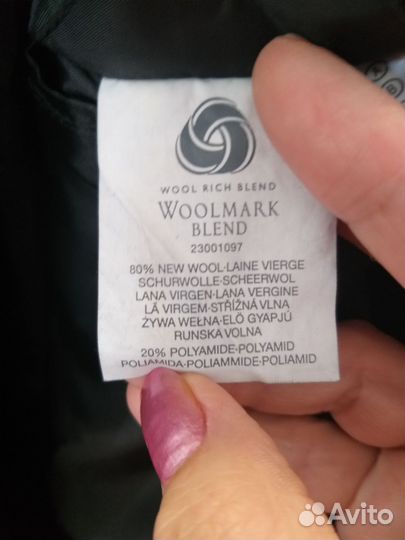 WOOL RICH BLEND
WOOLMARK
BLEND
23001097
80% NEW WOOL-LAINE VIERGE
SCHURWOLLE-SCHEERWOL
LANA VIRGEN-LANA VERGINE
LÃ VIRGEM-STŘÍŽNÁ VLNA
ŻYWA WEŁNA-ELŐ GYAPJÚ
RUNSKA VOLNA
20% POLYAMIDE-POLYAMID
POLIAMIDA-POLIAMMIDE-POLIAMID
Avito